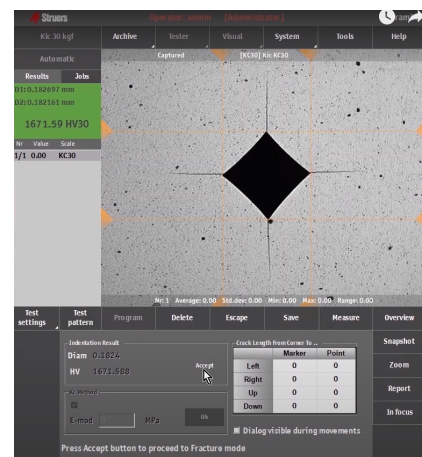 Struers
Operator: admin [Administrator]
Kic 30 kgf
Archive Tester Visual System Tools Help
Automatic
Captured [KC30] Kic KC30
Results Jobs
D1:0.182697 mm
D2:0.182161 mm
1671.59 HV30
Nr Value Scale
1/1 0.00 KC30
Nr: 1 Average: 0.00 Std.dev: 0.00 Min: 0.00 Max: 0.00 Range: 0.00
Test settings Test pattern Program Delete Escape Save Measure Overview
Indentation Result
Diam 0.1824
HV 1671.588
Accept
Kc Method
E-mod 0 MPa Ok
Crack Length from Corner To ..
Marker Point
Left 0 0
Right 0 0
Up 0 0
Down 0 0
Dialog visible during movements
Snapshot
Zoom
Report
In focus
Press Accept button to proceed to Fracture mode